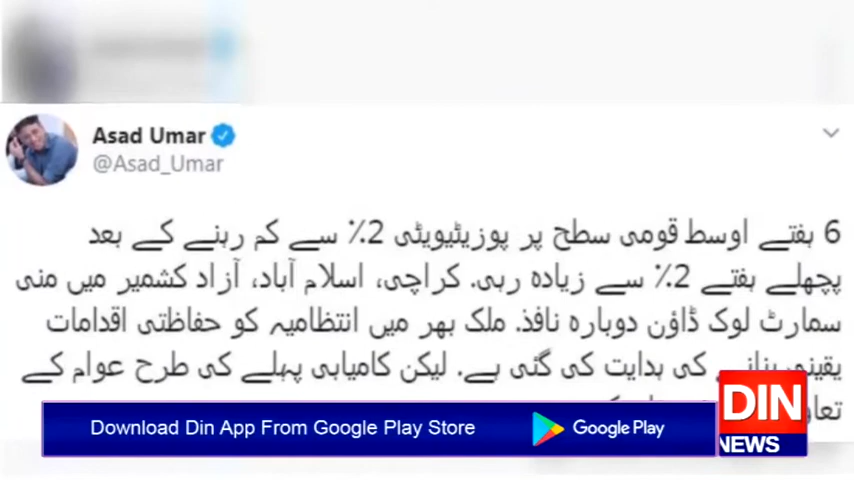 Asad Umar
@Asad_Umar
6 ہفتے اوسط قومی سطح پر پوزیٹیویٹی 2٪ سے کم رہنے کے بعد
پچھلے ہفتے 2٪ سے زیادہ رہی. کراچی، اسلام آباد، آزاد کشمیر میں منی
سمارٹ لوک ڈاؤن دوبارہ نافذ. ملک بھر میں انتظامیہ کو حفاظتی اقدامات
یقینی بنانے کی ہدایت کی گئی ہے. لیکن کامیابی پہلے کی طرح عوام کے
Download Din App From Google Play Store
Google Play
DIN
NEWS